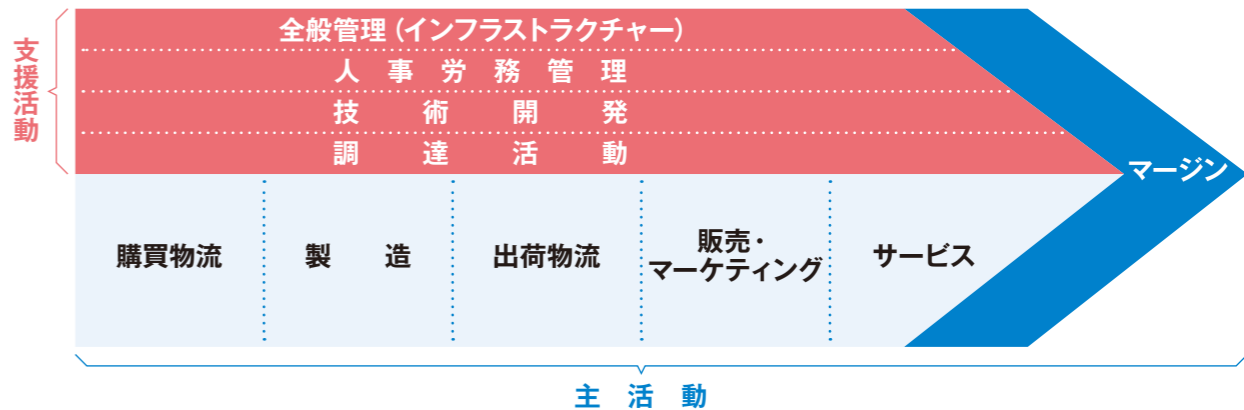 支援活動
全般管理（インフラストラクチャー）
人事労務管理
技術開発
調達活動
マージン
購買物流
製造
出荷物流
販売・
マーケティング
サービス
主活動